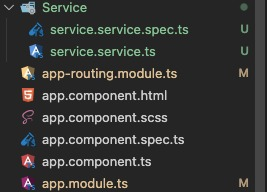 Service
service.service.spec.ts U
service.service.ts U
app-routing.module.ts M
app.component.html
app.component.scss
app.component.spec.ts
app.component.ts
app.module.ts M